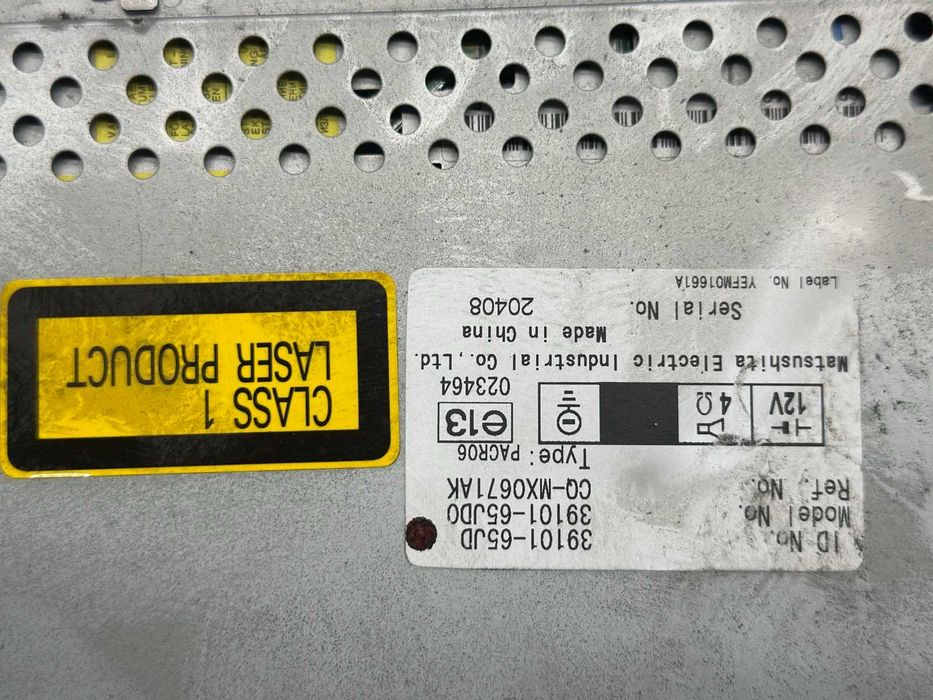 ID No. 39101-65JD
Model No. 39101-65JD0
Ref. No. CQ-MX0671AK
Type: PACR06
12V 4Ω e13
023464
Matsushita Electric Industrial Co., Ltd.
Made in China
Serial No. 20408
Label No. YEFM01661A
CLASS 1
LASER PRODUCT